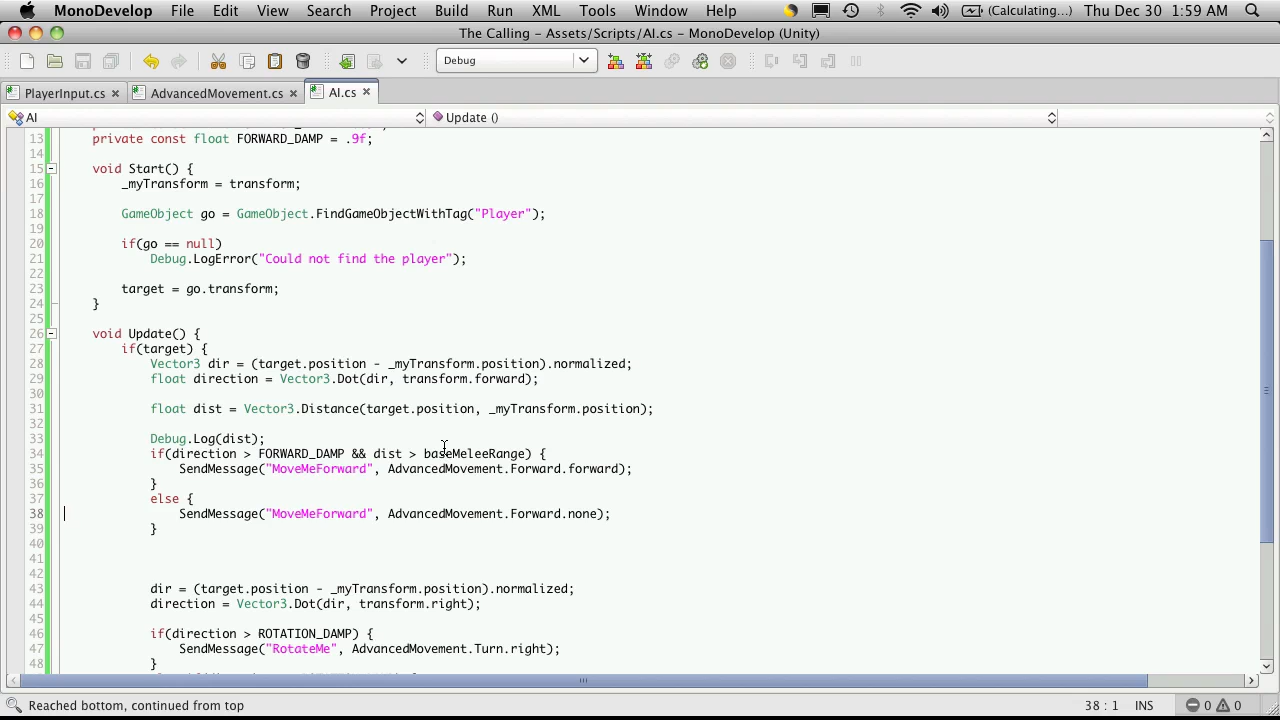 MonoDevelop File Edit View Search Project Build Run XML Tools Window Help (Calculating...) Thu Dec 30 1:59 AM
The Calling - Assets/Scripts/AI.cs - MonoDevelop (Unity)
Debug
PlayerInput.cs AdvancedMovement.cs AI.cs
AI Update ()
13 private const float FORWARD_DAMP = .9f;
14
15 void Start() {
16 _myTransform = transform;
17
18 GameObject go = GameObject.FindGameObjectWithTag("Player");
19
20 if(go == null)
21 Debug.LogError("Could not find the player");
22
23 target = go.transform;
24 }
25
26 void Update() {
27 if(target) {
28 Vector3 dir = (target.position - _myTransform.position).normalized;
29 float direction = Vector3.Dot(dir, transform.forward);
30
31 float dist = Vector3.Distance(target.position, _myTransform.position);
32
33 Debug.Log(dist);
34 if(direction > FORWARD_DAMP && dist > baseMeleeRange) {
35 SendMessage("MoveMeForward", AdvancedMovement.Forward.forward);
36 }
37 else {
38 SendMessage("MoveMeForward", AdvancedMovement.Forward.none);
39 }
40
41
42
43 dir = (target.position - _myTransform.position).normalized;
44 direction = Vector3.Dot(dir, transform.right);
45
46 if(direction > ROTATION_DAMP) {
47 SendMessage("RotateMe", AdvancedMovement.Turn.right);
48 }
Reached bottom, continued from top 38 : 1 INS 0 0